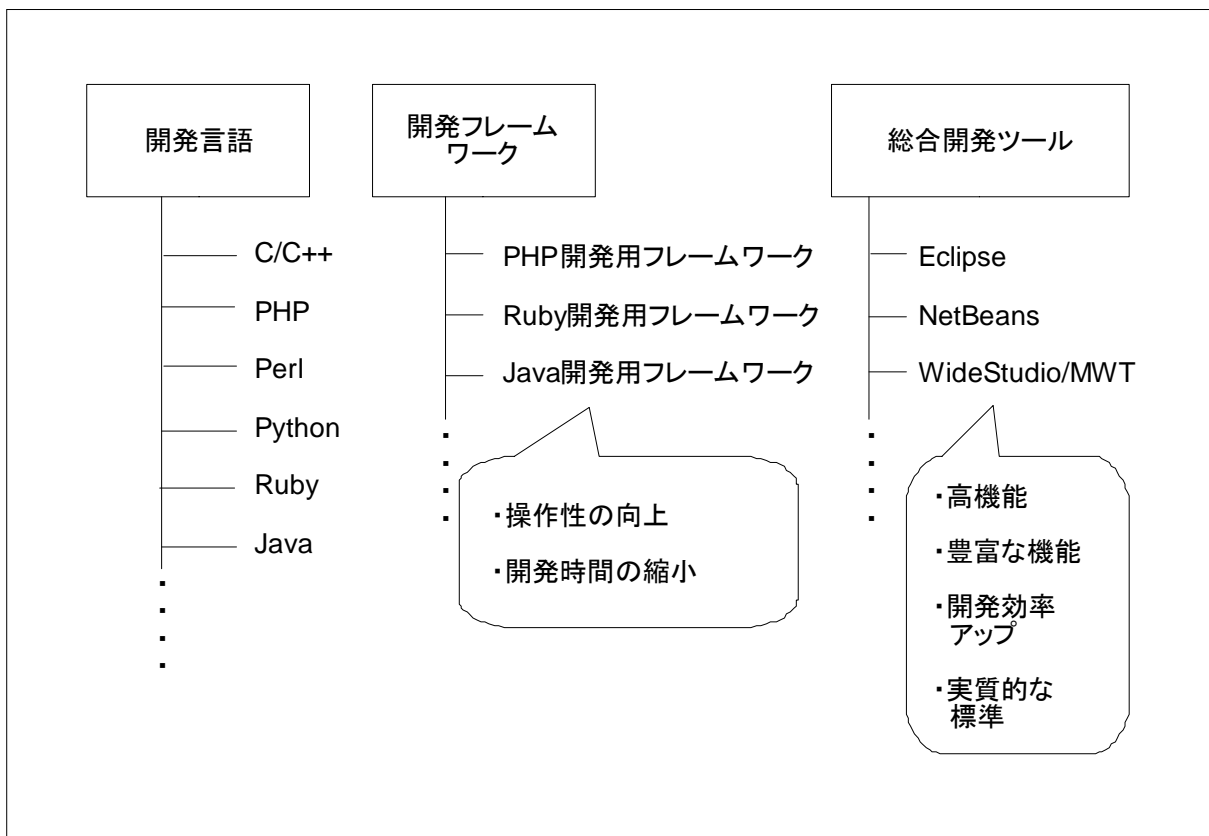 開発言語
C/C++
PHP
Perl
Python
Ruby
Java
開発フレーム
ワーク
PHP開発用フレームワーク
Ruby開発用フレームワーク
Java開発用フレームワーク
・操作性の向上
・開発時間の縮小
総合開発ツール
Eclipse
NetBeans
WideStudio/MWT
・高機能
・豊富な機能
・開発効率
アップ
・実質的な
標準